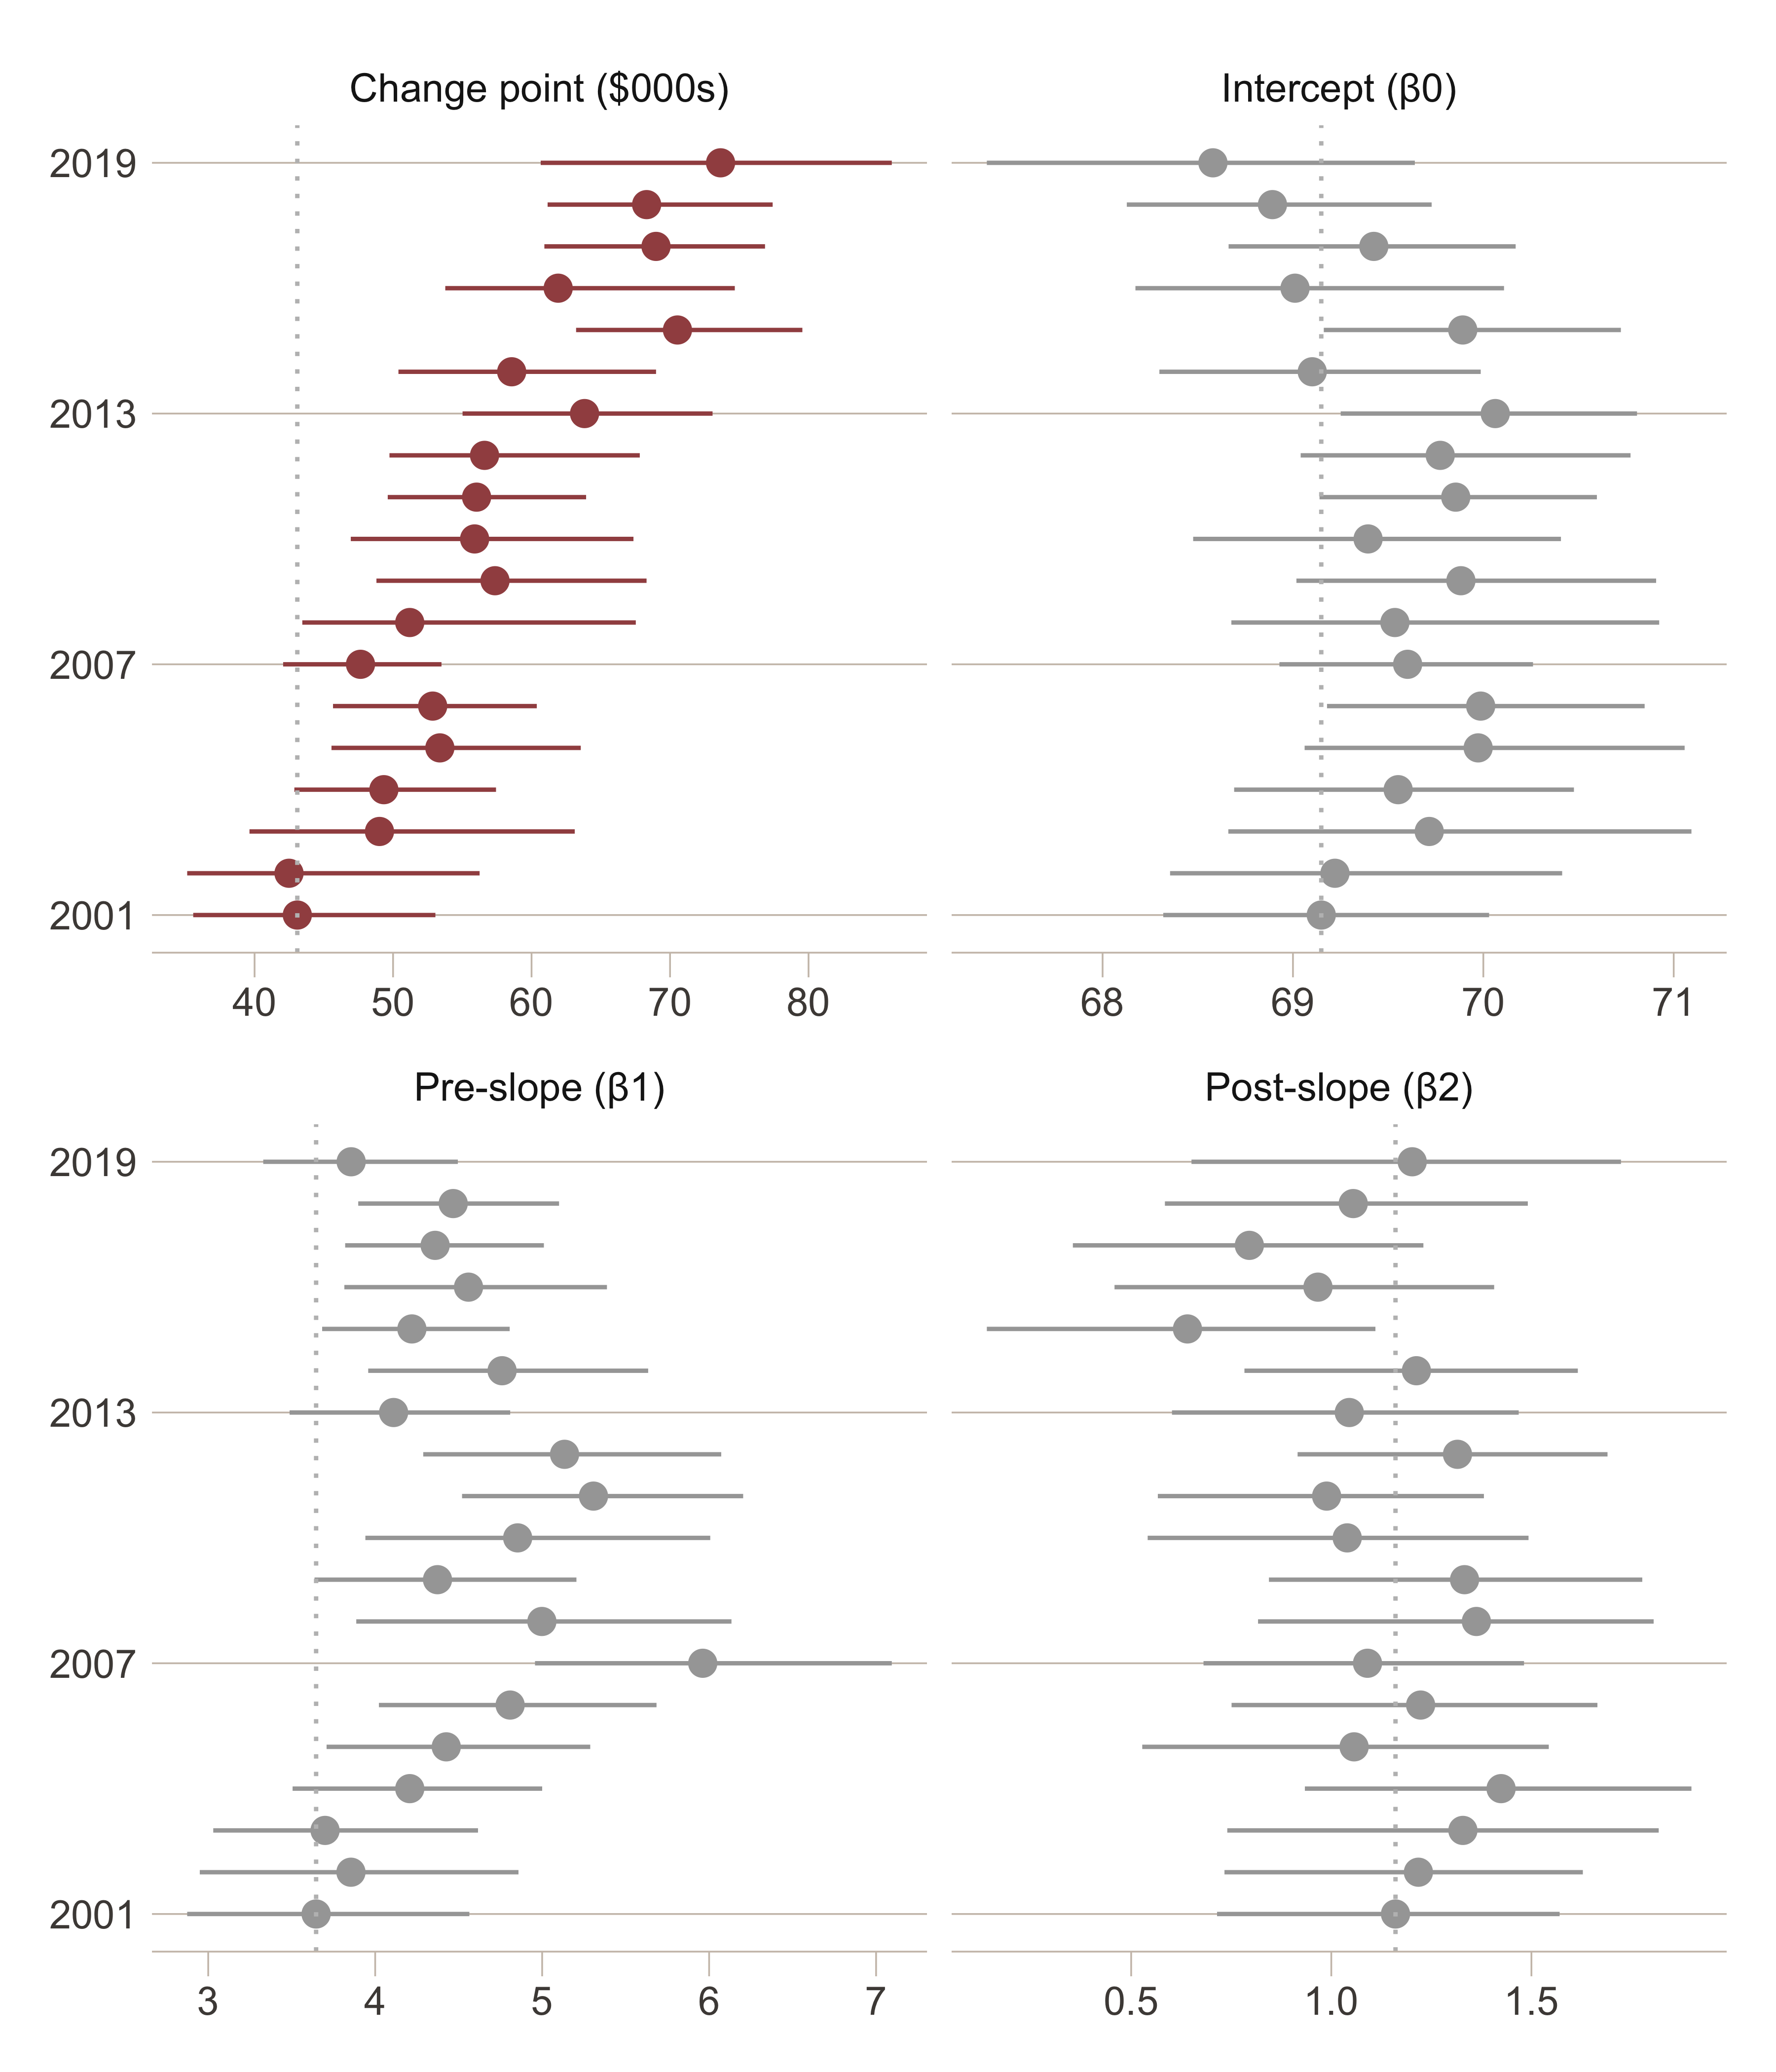 Change point ($000s)
Intercept (β0)
2019
2013
2007
2001
40 50 60 70 80
68 69 70 71
Pre-slope (β1)
Post-slope (β2)
2019
2013
2007
2001
3 4 5 6 7
0.5 1.0 1.5